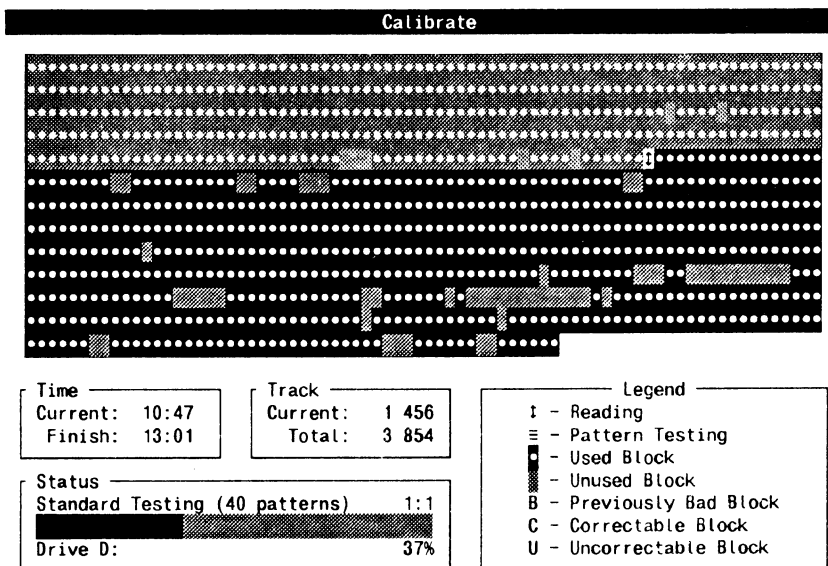 Calibrate
Time
Current: 10:47
Finish: 13:01
Track
Current: 1 456
Total: 3 854
Status
Standard Testing (40 patterns) 1:1
Drive D: 37%
Legend
↕ - Reading
≡ - Pattern Testing
- Used Block
- Unused Block
B - Previously Bad Block
C - Correctable Block
U - Uncorrectable Block